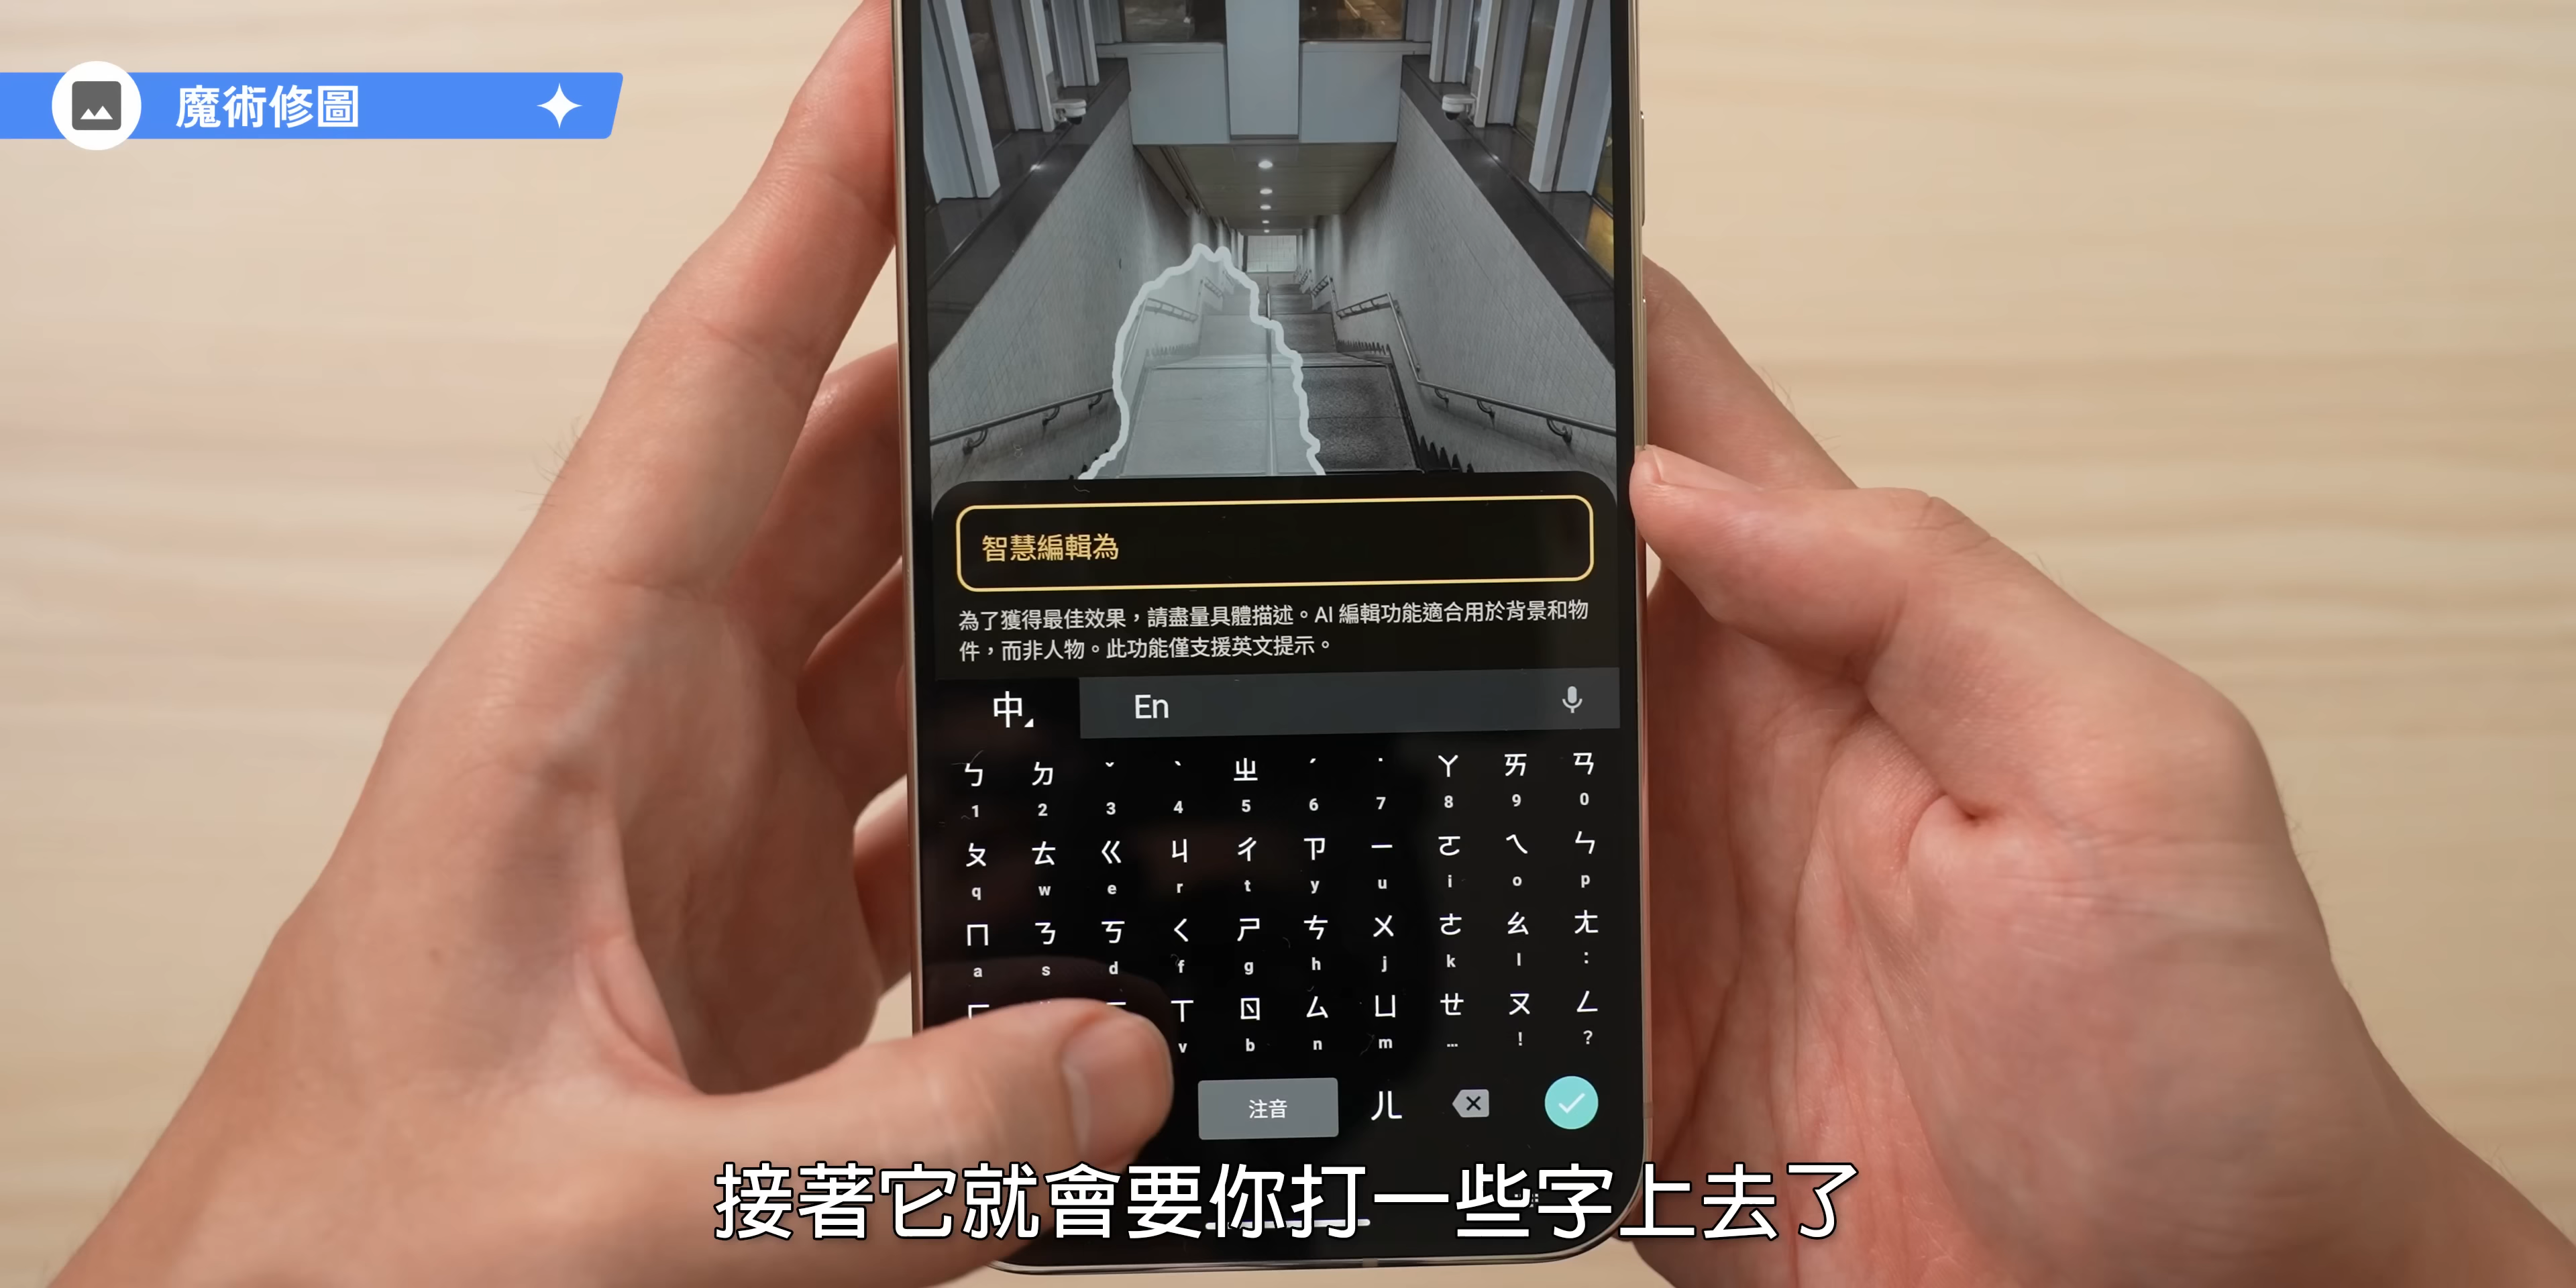 魔術修圖
智慧編輯為
為了獲得最佳效果，請盡量具體描述。AI 編輯功能適合用於背景和物
件，而非人物。此功能僅支援英文提示。
中 En
ㄅ ㄉ ˇ ˋ ㄓ ˊ ˙ ㄚ ㄞ ㄢ
1 2 3 4 5 6 7 8 9 0
ㄆ ㄊ ㄍ ㄐ ㄔ ㄗ ㄧ ㄛ ㄟ ㄣ
q w e r t y u i o p
ㄇ ㄋ ㄎ ㄑ ㄕ ㄘ ㄨ ㄜ ㄠ ㄤ
a s d f g h j k l :
ㄈ ㄒ ㄖ ㄙ ㄩ ㄝ ㄡ ㄥ
v b n m … ! ?
注音 ㄦ
接著它就會要你打一些字上去了